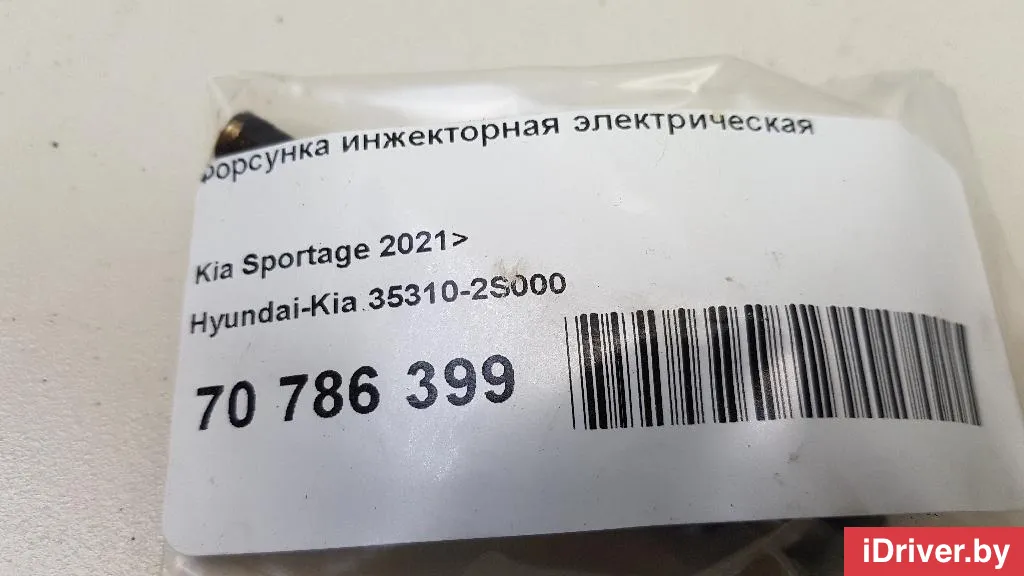 Форсунка инжекторная электрическая
Kia Sportage 2021>
Hyundai-Kia 35310-2S000
70 786 399
iDriver.by